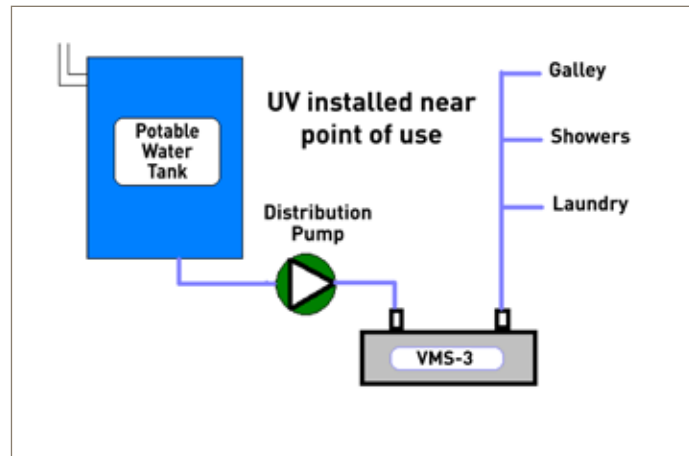 Potable
Water
Tank
UV installed near
point of use
Distribution
Pump
Galley
Showers
Laundry
VMS-3